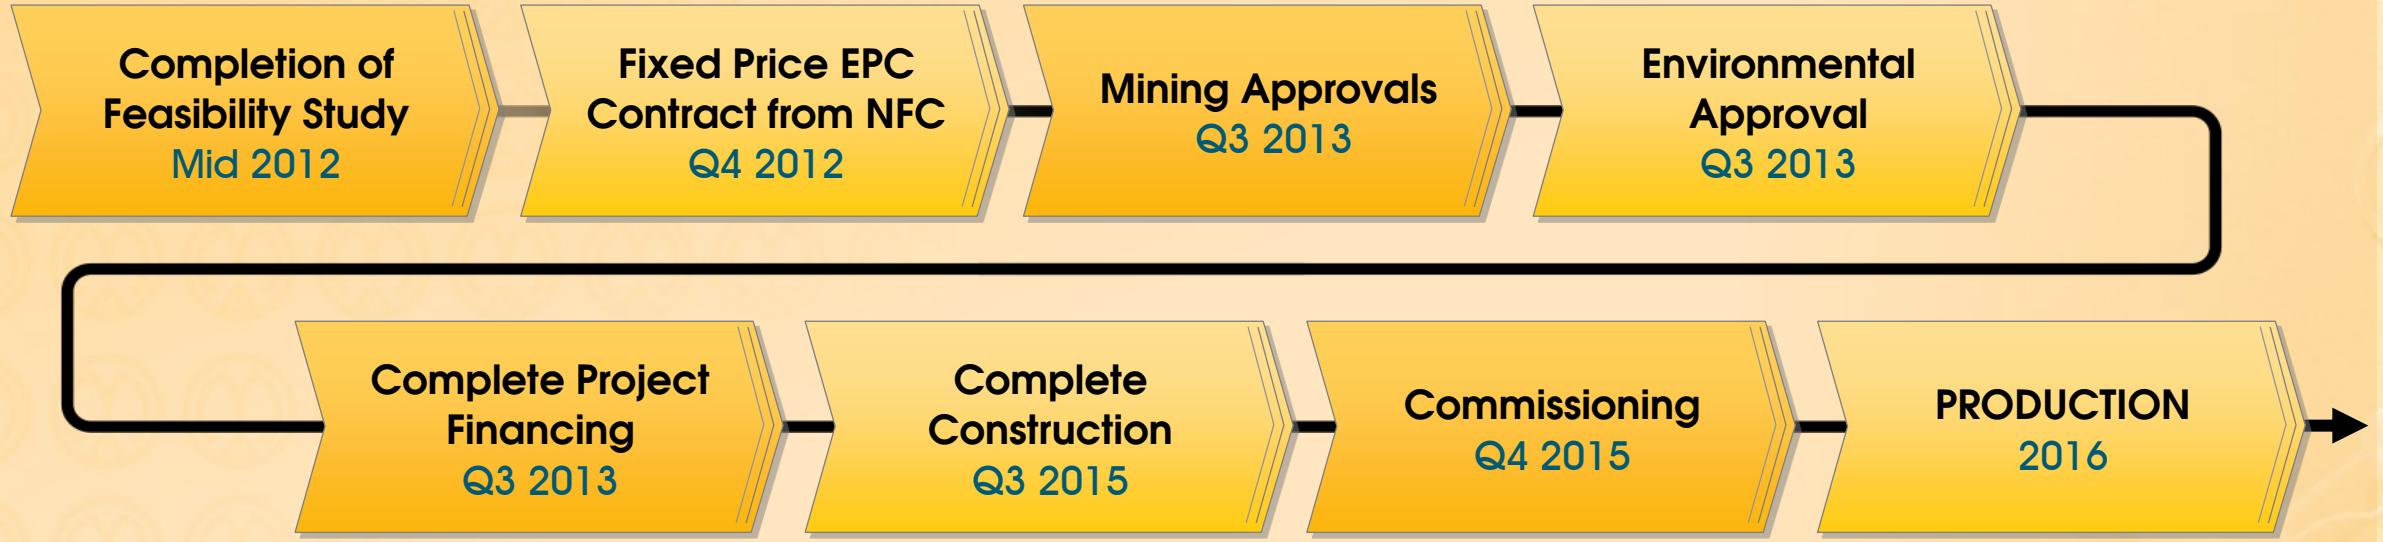 Completion of
Feasibility Study
Mid 2012
Fixed Price EPC
Contract from NFC
Q4 2012
Mining Approvals
Q3 2013
Environmental
Approval
Q3 2013
Complete Project
Financing
Q3 2013
Complete
Construction
Q3 2015
Commissioning
Q4 2015
PRODUCTION
2016